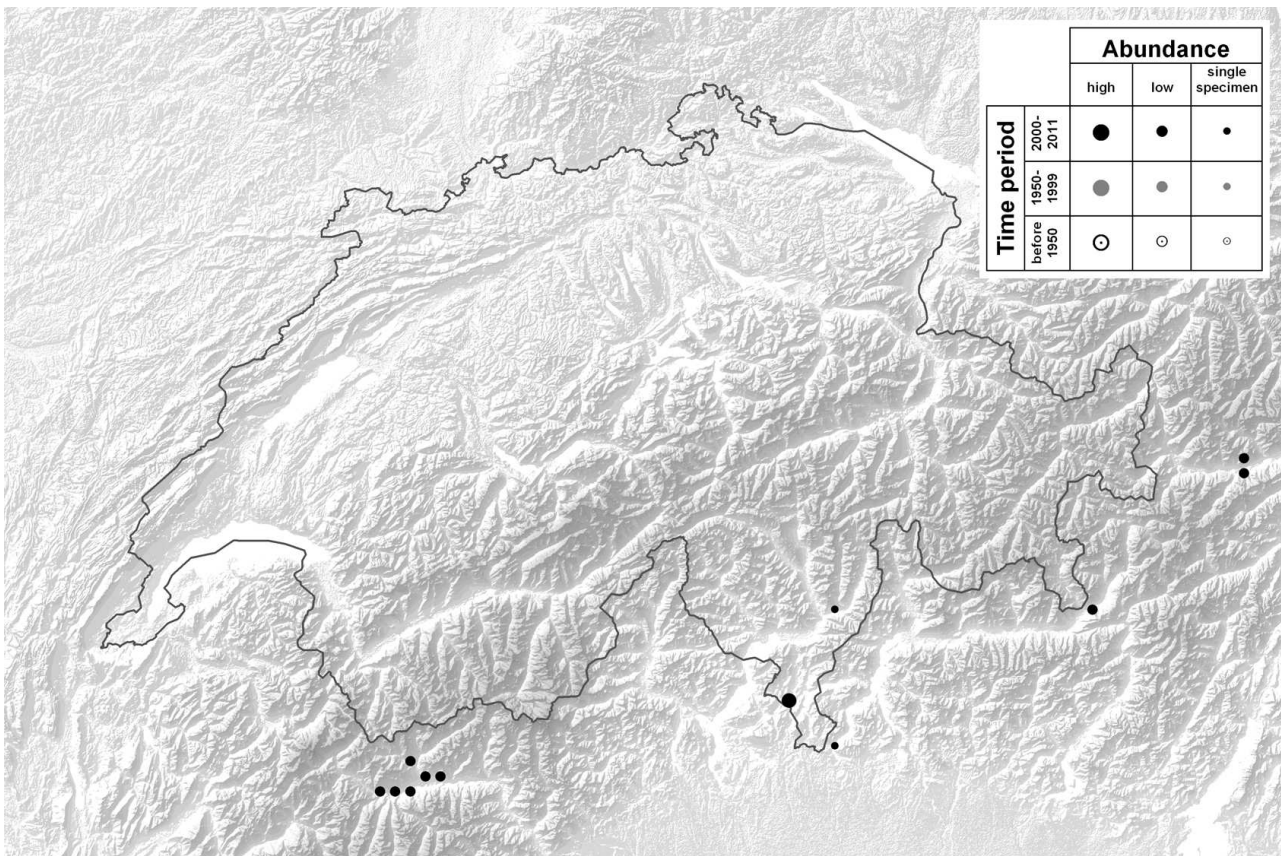 Abundance
high low single
specimen
Time period
2000-
2011
1950-
1999
before
1950